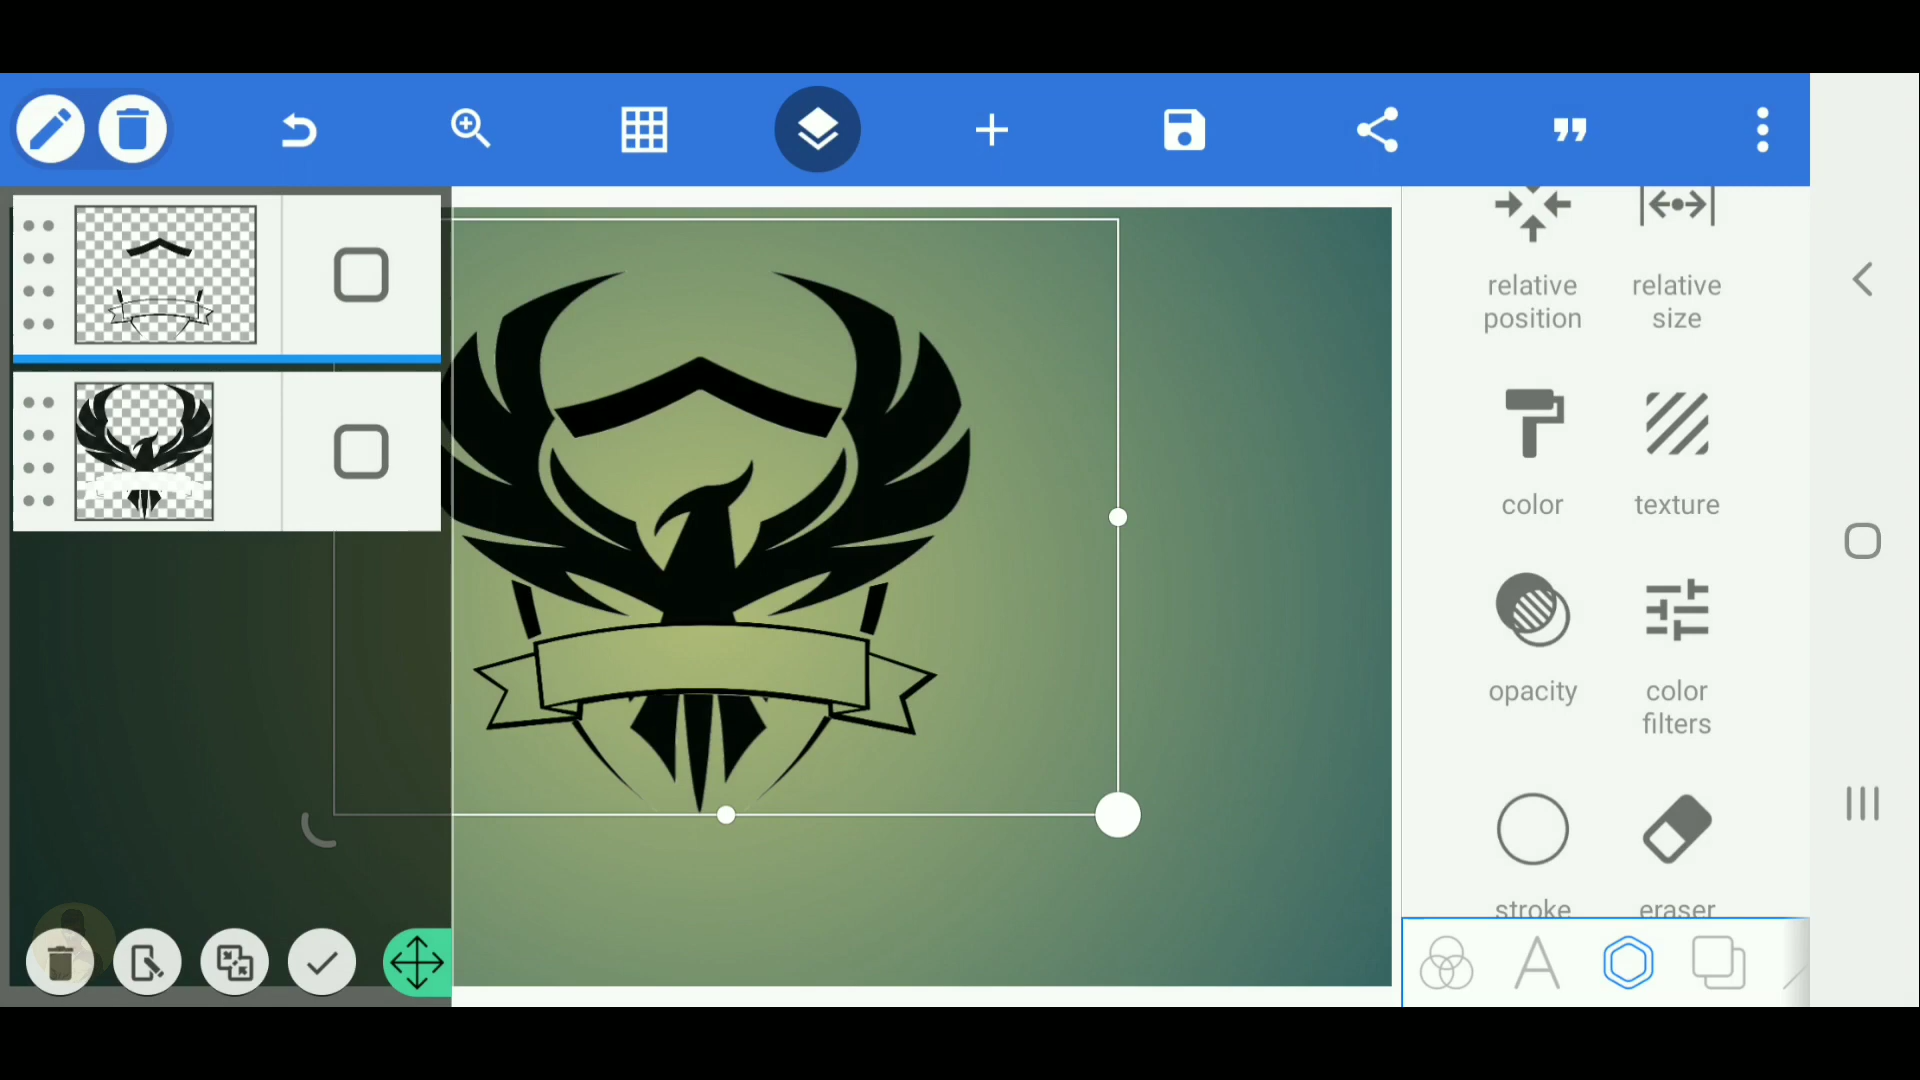 relative
position
relative
size
color
texture
opacity
color
filters
stroke
eraser